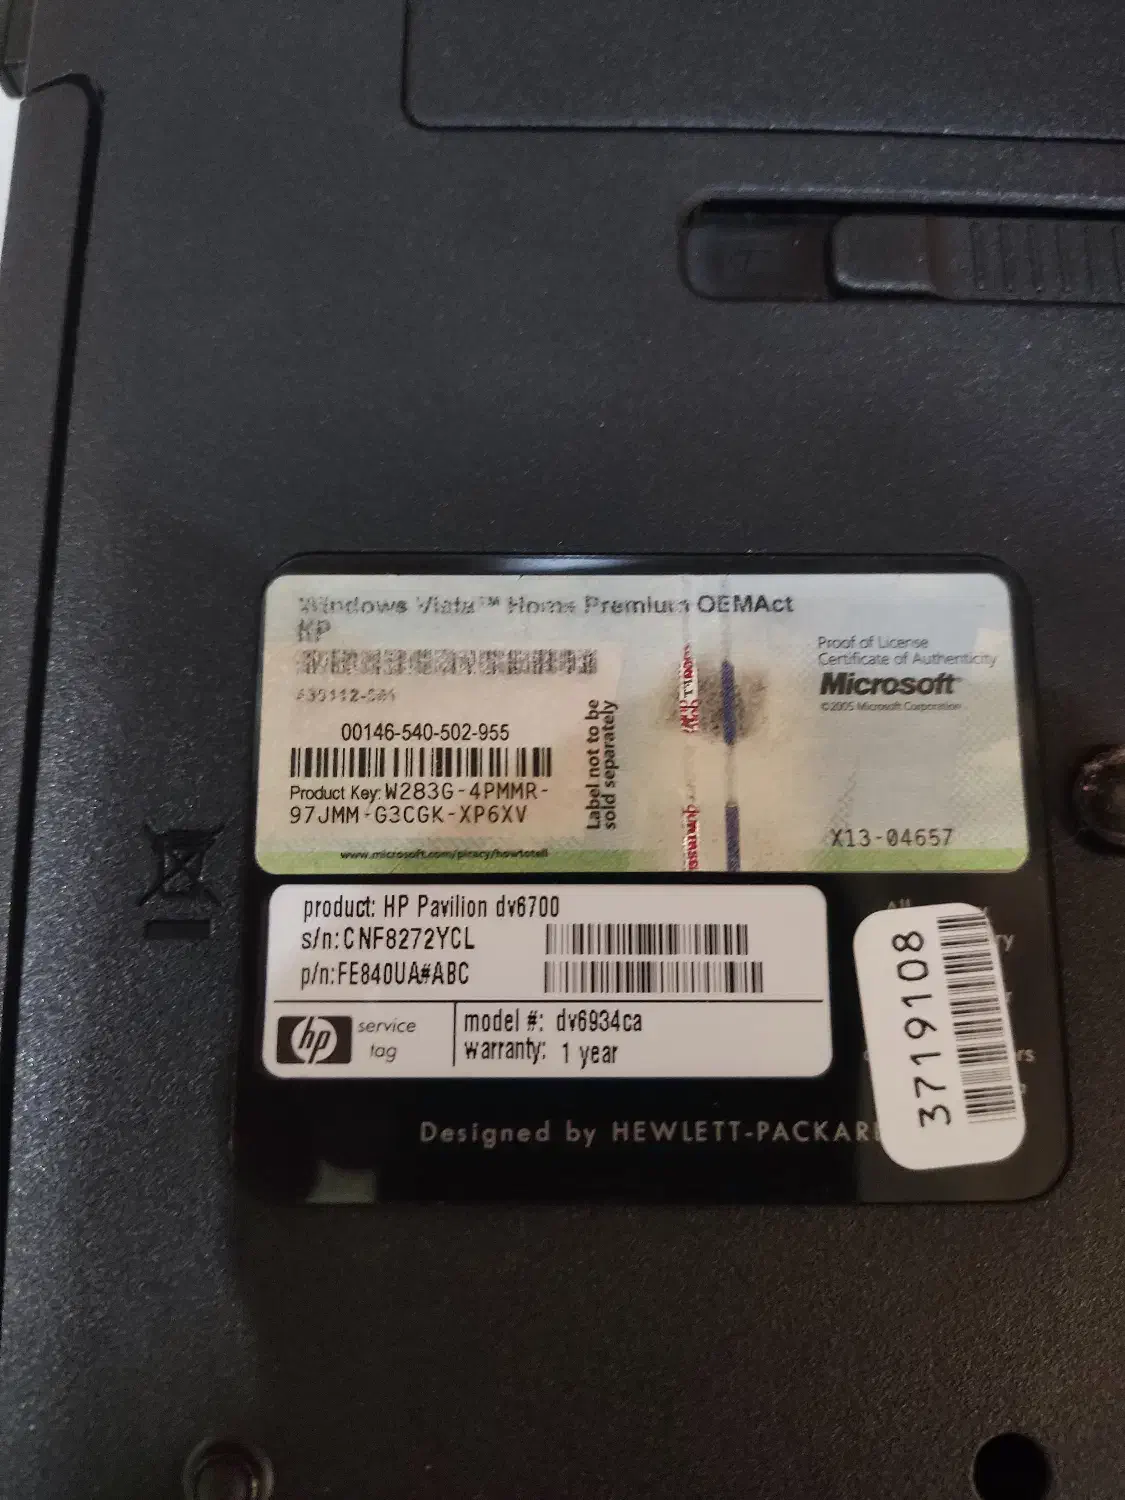 Windows Vista™ Home Premium OEMAct
HP
00146-540-502-955
Product Key: W283G-4PMMR-
97JMM-G3CGK-XP6XV
www.microsoft.com/piracy/howtotell
Label not to be
sold separately
Proof of License
Certificate of Authenticity
Microsoft
©2005 Microsoft Corporation
X13-04657
product: HP Pavilion dv6700
s/n:CNF8272YCL
p/n:FE840UA#ABC
hp service
tag
model #: dv6934ca
warranty: 1 year
3719108
Designed by HEWLETT-PACKAR